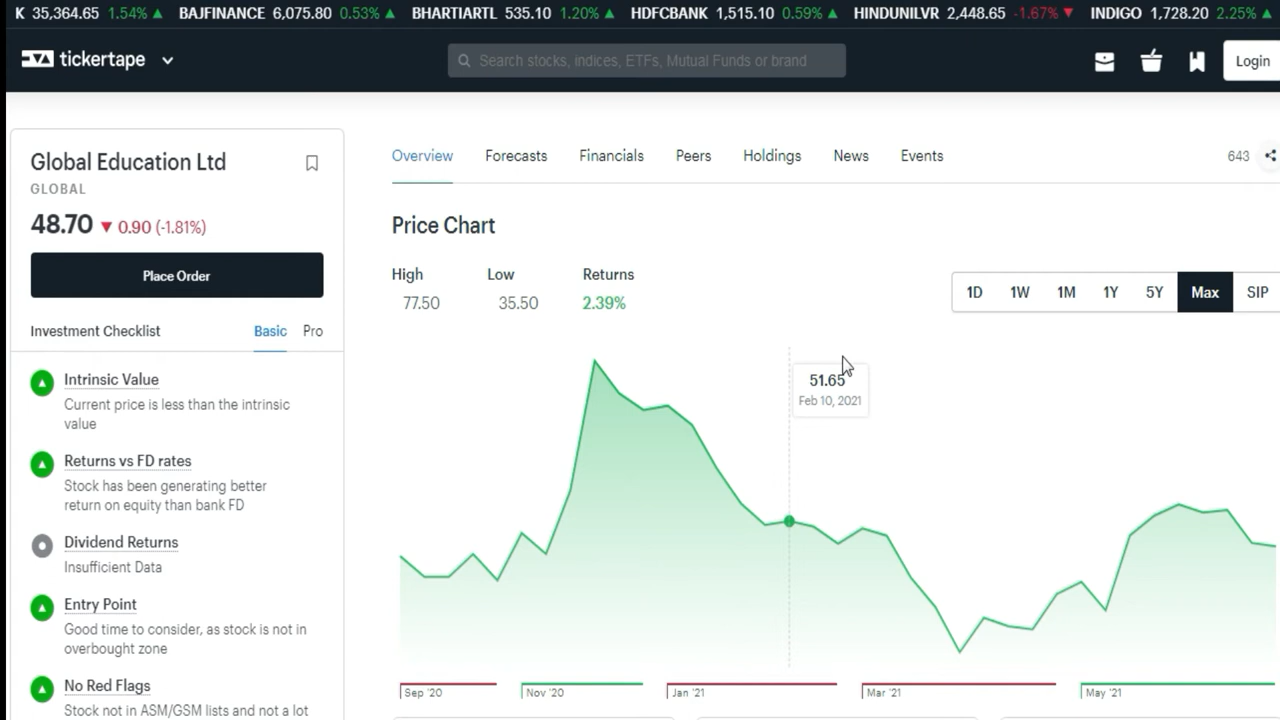 K 35,364.65 1.54% ▲ BAJFINANCE 6,075.80 0.53% ▲ BHARTIARTL 535.10 1.20% ▲ HDFCBANK 1,515.10 0.59% ▲ HINDUNILVR 2,448.65 -1.67% ▼ INDIGO 1,728.20 2.25% ▲
tickertape
Search stocks, indices, ETFs, Mutual Funds or brand
Login
Global Education Ltd
GLOBAL
48.70 ▼ 0.90 (-1.81%)
Place Order
Investment Checklist Basic Pro
Intrinsic Value
Current price is less than the intrinsic
value
Returns vs FD rates
Stock has been generating better
return on equity than bank FD
Dividend Returns
Insufficient Data
Entry Point
Good time to consider, as stock is not in
overbought zone
No Red Flags
Stock not in ASM/GSM lists and not a lot
Overview Forecasts Financials Peers Holdings News Events 643
Price Chart
High Low Returns
77.50 35.50 2.39%
1D 1W 1M 1Y 5Y Max SIP
51.65
Feb 10, 2021
Sep '20 Nov '20 Jan '21 Mar '21 May '21